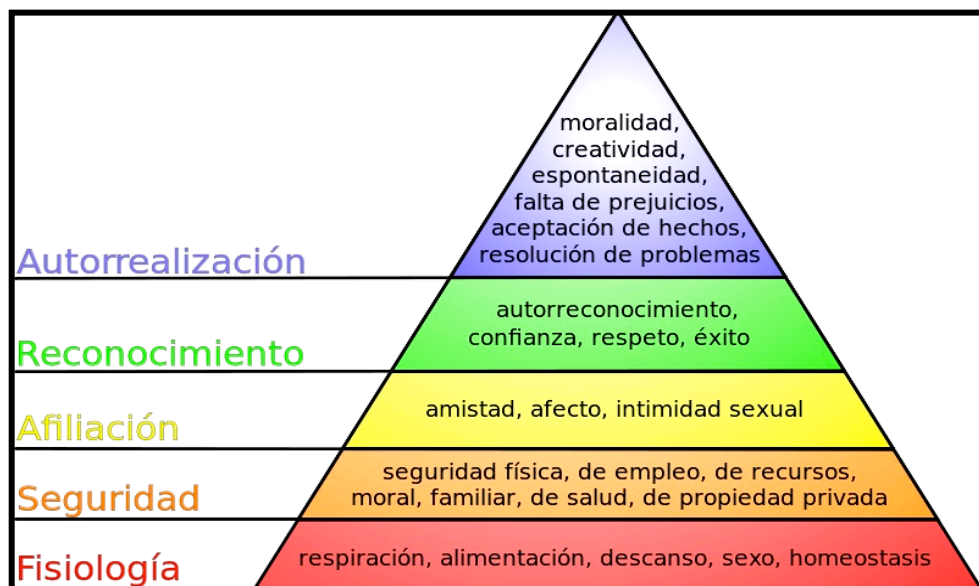 moralidad,
creatividad,
espontaneidad,
falta de prejuicios,
aceptación de hechos,
resolución de problemas
Autorrealización
autorreconocimiento,
confianza, respeto, éxito
Reconocimiento
amistad, afecto, intimidad sexual
Afiliación
seguridad física, de empleo, de recursos,
moral, familiar, de salud, de propiedad privada
Seguridad
respiración, alimentación, descanso, sexo, homeostasis
Fisiología